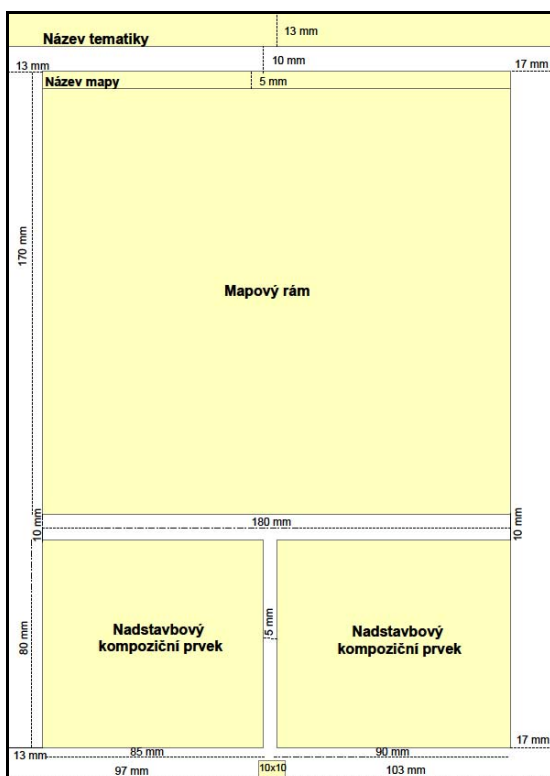 13 mm
Název tematiky
10 mm
13 mm
17 mm
Název mapy
5 mm
170 mm
Mapový rám
10 mm
180 mm
10 mm
80 mm
Nadstavbový
kompoziční prvek
5 mm
Nadstavbový
kompoziční prvek
17 mm
13 mm
85 mm
90 mm
97 mm
10x10
103 mm